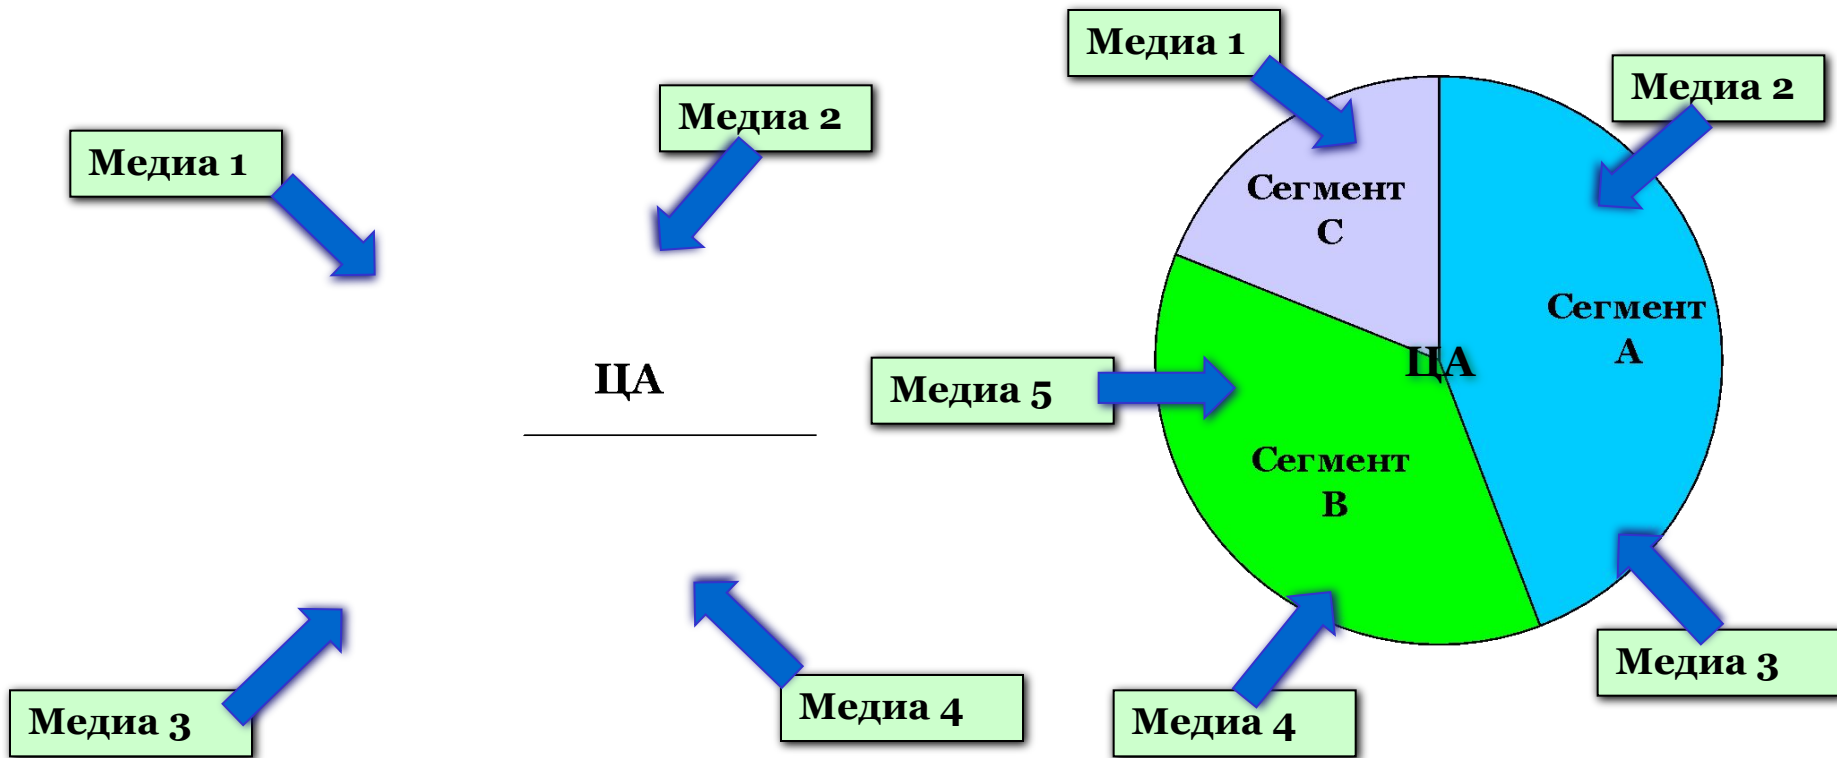 Медиа 1
Медиа 2
ЦА
Медиа 3
Медиа 4
Медиа 1
Медиа 2
Сегмент
С
Сегмент
А
ЦА
Медиа 5
Сегмент
В
Медиа 3
Медиа 4